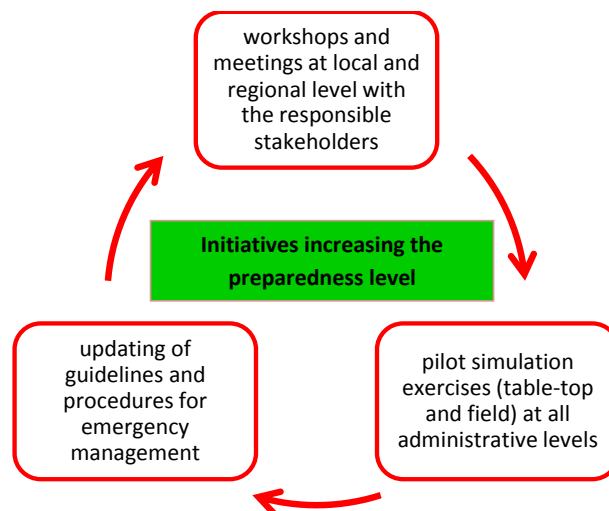 workshops and
meetings at local and
regional level with
the responsible
stakeholders
Initiatives increasing the
preparedness level
updating of
guidelines and
procedures for
emergency
management
pilot simulation
exercises (table-top
and field) at all
administrative levels